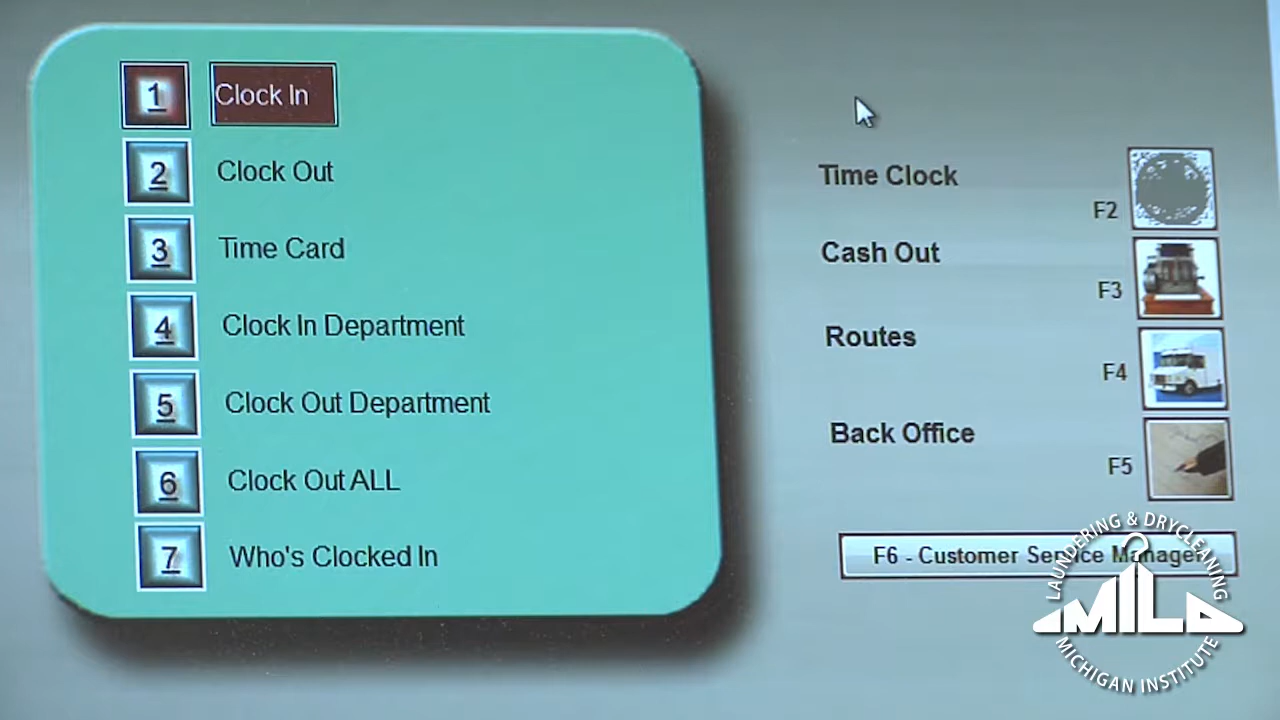 1 Clock In
2 Clock Out
3 Time Card
4 Clock In Department
5 Clock Out Department
6 Clock Out ALL
7 Who's Clocked In
Time Clock
F2
Cash Out
F3
Routes
F4
Back Office
F5
F6 - Customer Service Manager
LAUNDERING & DRYCLEANING
MILD
MICHIGAN INSTITUTE